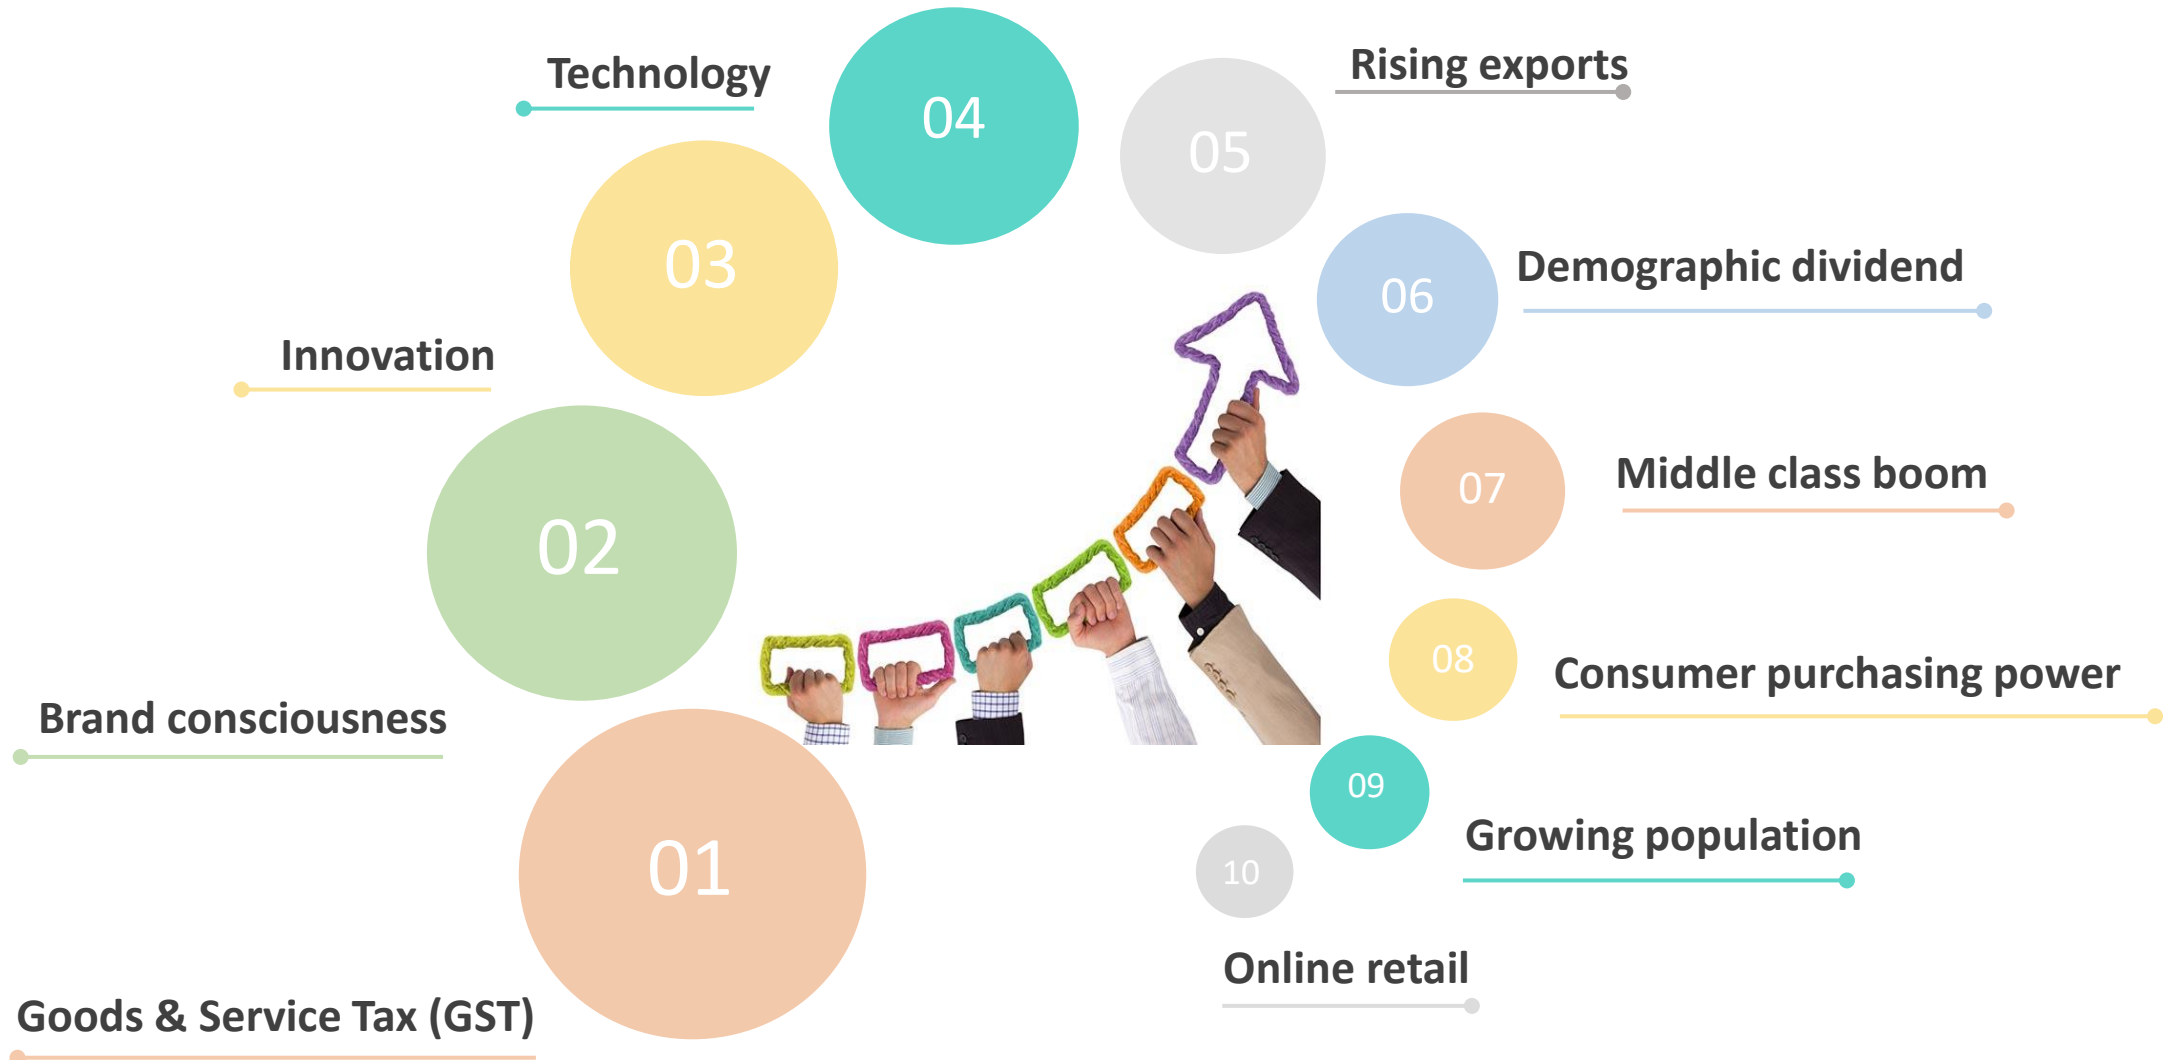 Technology
04
05
Rising exports
03
06
Demographic dividend
Innovation
02
07
Middle class boom
08
Consumer purchasing power
Brand consciousness
01
09
Growing population
10
Online retail
Goods & Service Tax (GST)